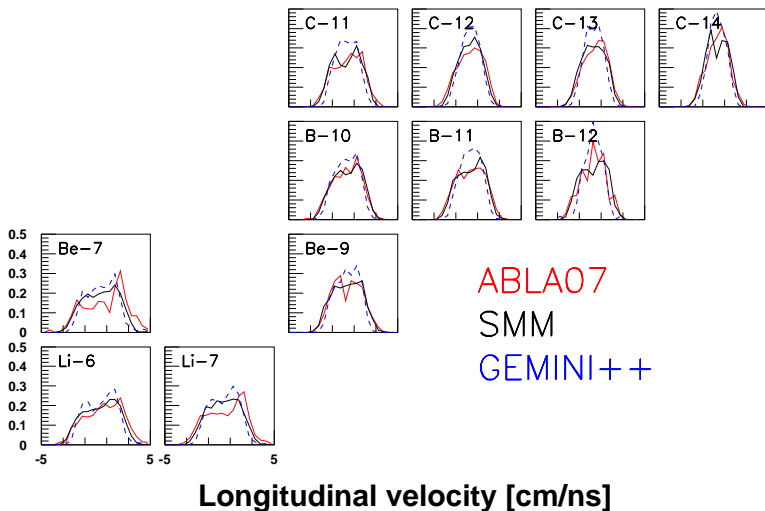 C−11 C−12 C−13 C−14
B−10 B−11 B−12
0.5 Be−7 Be−9
0.4
0.3
0.2
0.1
0
ABLA07
SMM
GEMINI++
0.5 Li−6 Li−7
0.4
0.3
0.2
0.1
0
-5 5 -5 5
Longitudinal velocity [cm/ns]